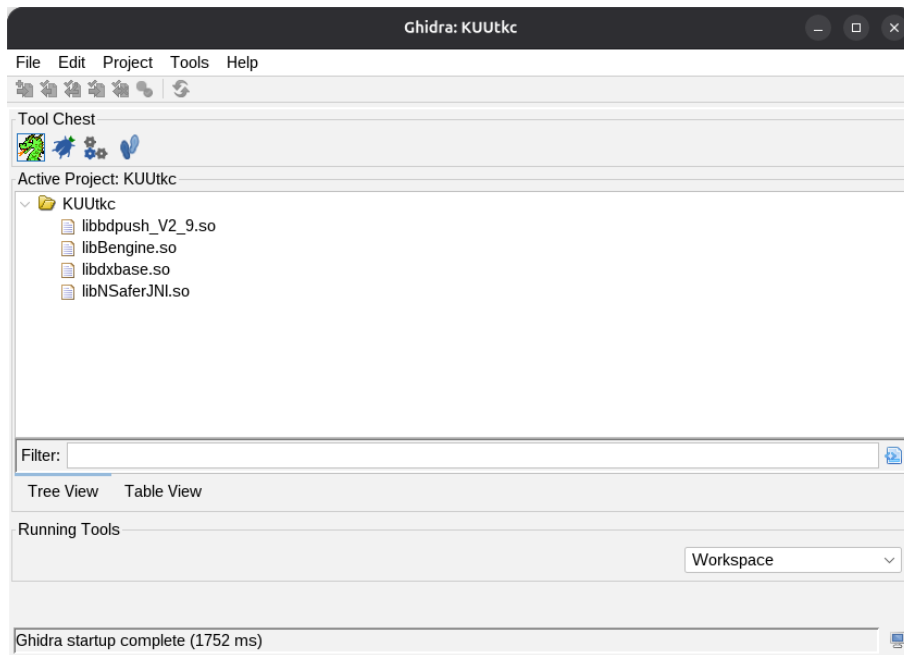 Ghidra: KUUtkc
File Edit Project Tools Help
Tool Chest
Active Project: KUUtkc
KUUtkc
libbdpush_V2_9.so
libBengine.so
libdxbase.so
libNSaferJNI.so
Filter:
Tree View Table View
Running Tools
Workspace
Ghidra startup complete (1752 ms)